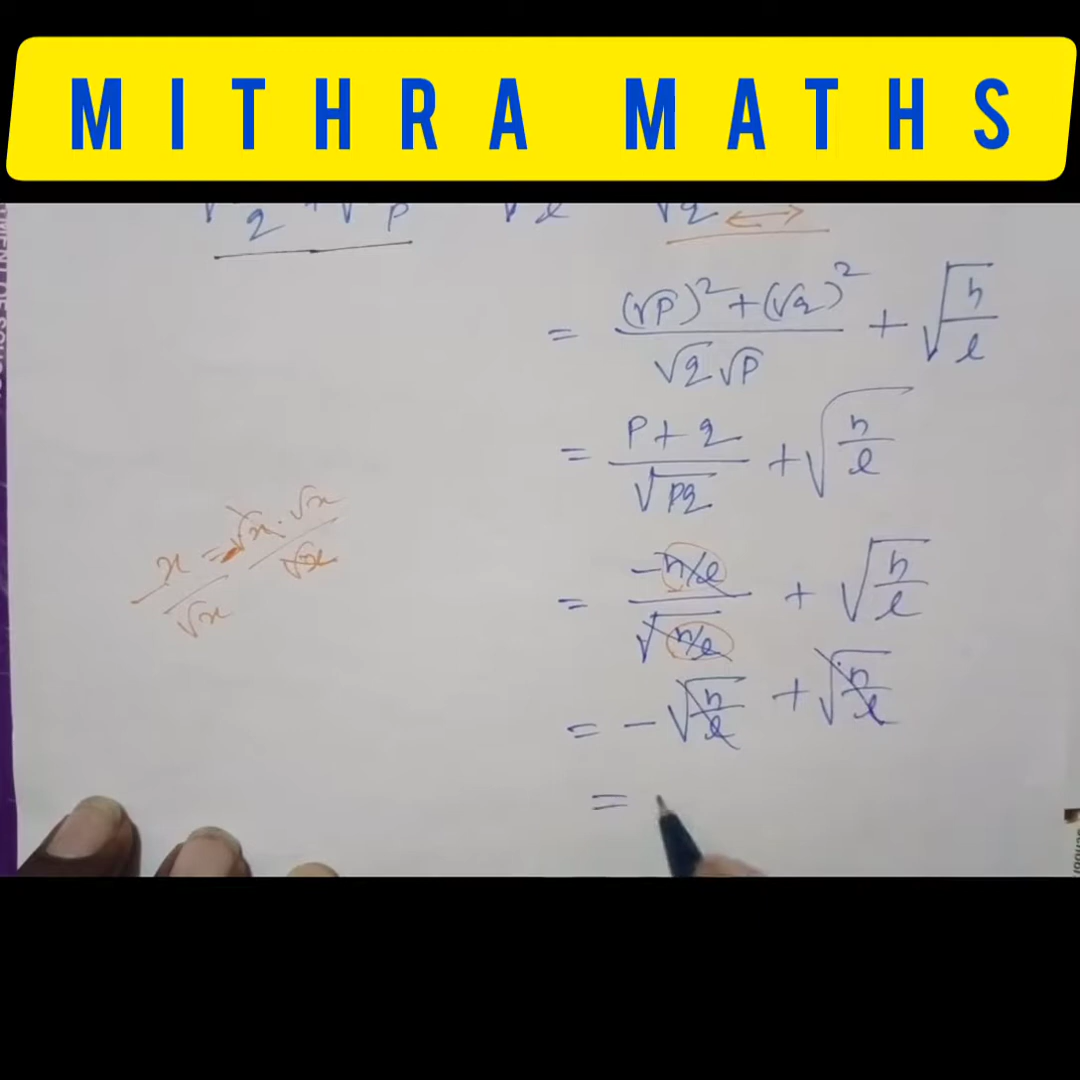 MITHRA MATHS
q + √p √l √q
= (√p)² + (√q)² / √q √p + √n/l
= p + q / √pq + √n/l
x / √x = √x · √x / √x
= -n/l / √n/l + √n/l
= -√n/l + √n/l
=